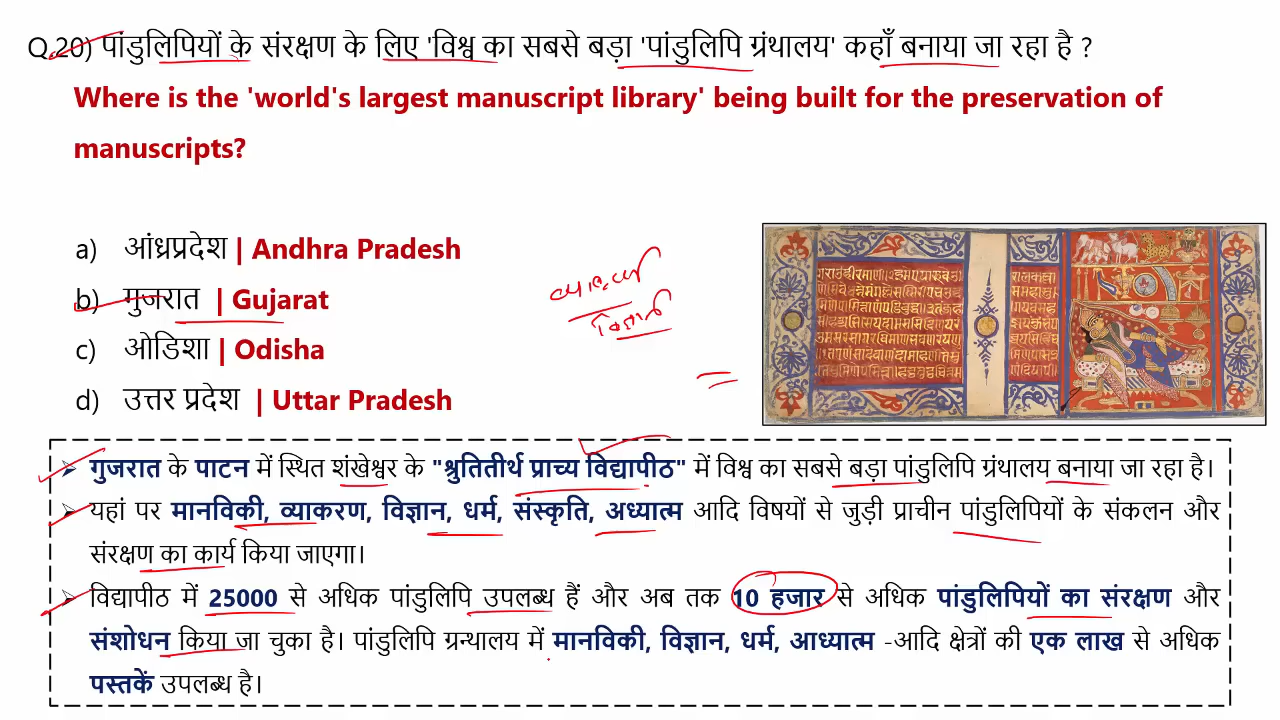 Q.20) पांडुलिपियों के संरक्षण के लिए 'विश्व का सबसे बड़ा 'पांडुलिपि ग्रंथालय' कहाँ बनाया जा रहा है ?
Where is the 'world's largest manuscript library' being built for the preservation of
manuscripts?
a) आंध्रप्रदेश | Andhra Pradesh
b) गुजरात | Gujarat
c) ओडिशा | Odisha
d) उत्तर प्रदेश | Uttar Pradesh
➢ गुजरात के पाटन में स्थित शंखेश्वर के "श्रुतितीर्थ प्राच्य विद्यापीठ" में विश्व का सबसे बड़ा पांडुलिपि ग्रंथालय बनाया जा रहा है।
➢ यहां पर मानविकी, व्याकरण, विज्ञान, धर्म, संस्कृति, अध्यात्म आदि विषयों से जुड़ी प्राचीन पांडुलिपियों के संकलन और
संरक्षण का कार्य किया जाएगा।
➢ विद्यापीठ में 25000 से अधिक पांडुलिपि उपलब्ध हैं और अब तक 10 हजार से अधिक पांडुलिपियों का संरक्षण और
संशोधन किया जा चुका है। पांडुलिपि ग्रन्थालय में मानविकी, विज्ञान, धर्म, आध्यात्म -आदि क्षेत्रों की एक लाख से अधिक
पस्तकें उपलब्ध है।